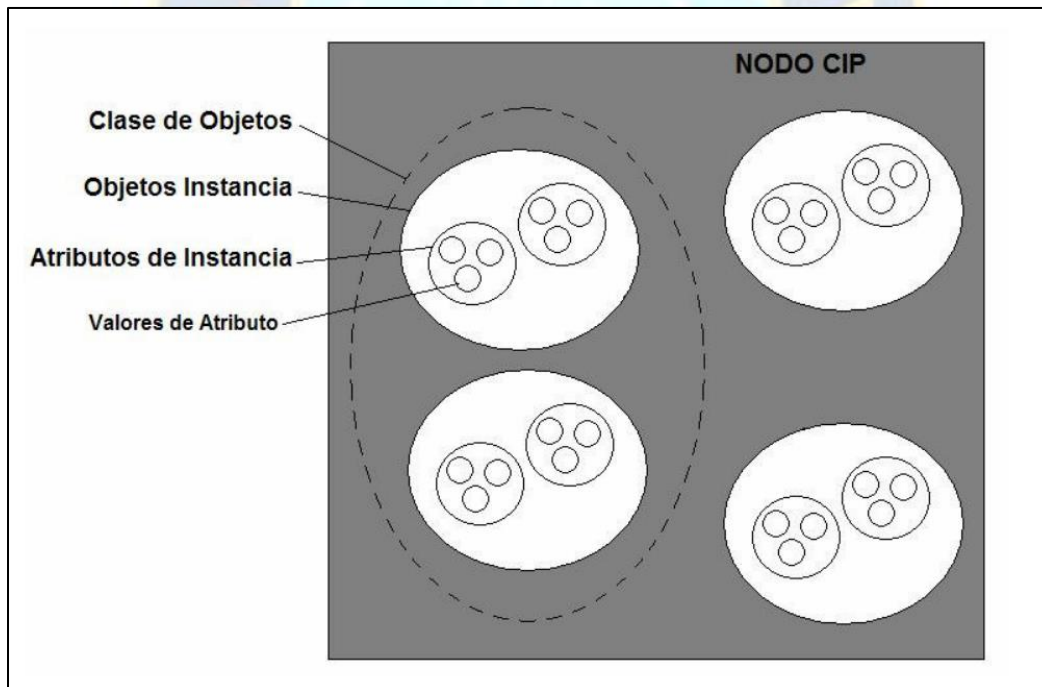 NODO CIP
Clase de Objetos
Objetos Instancia
Atributos de Instancia
Valores de Atributo